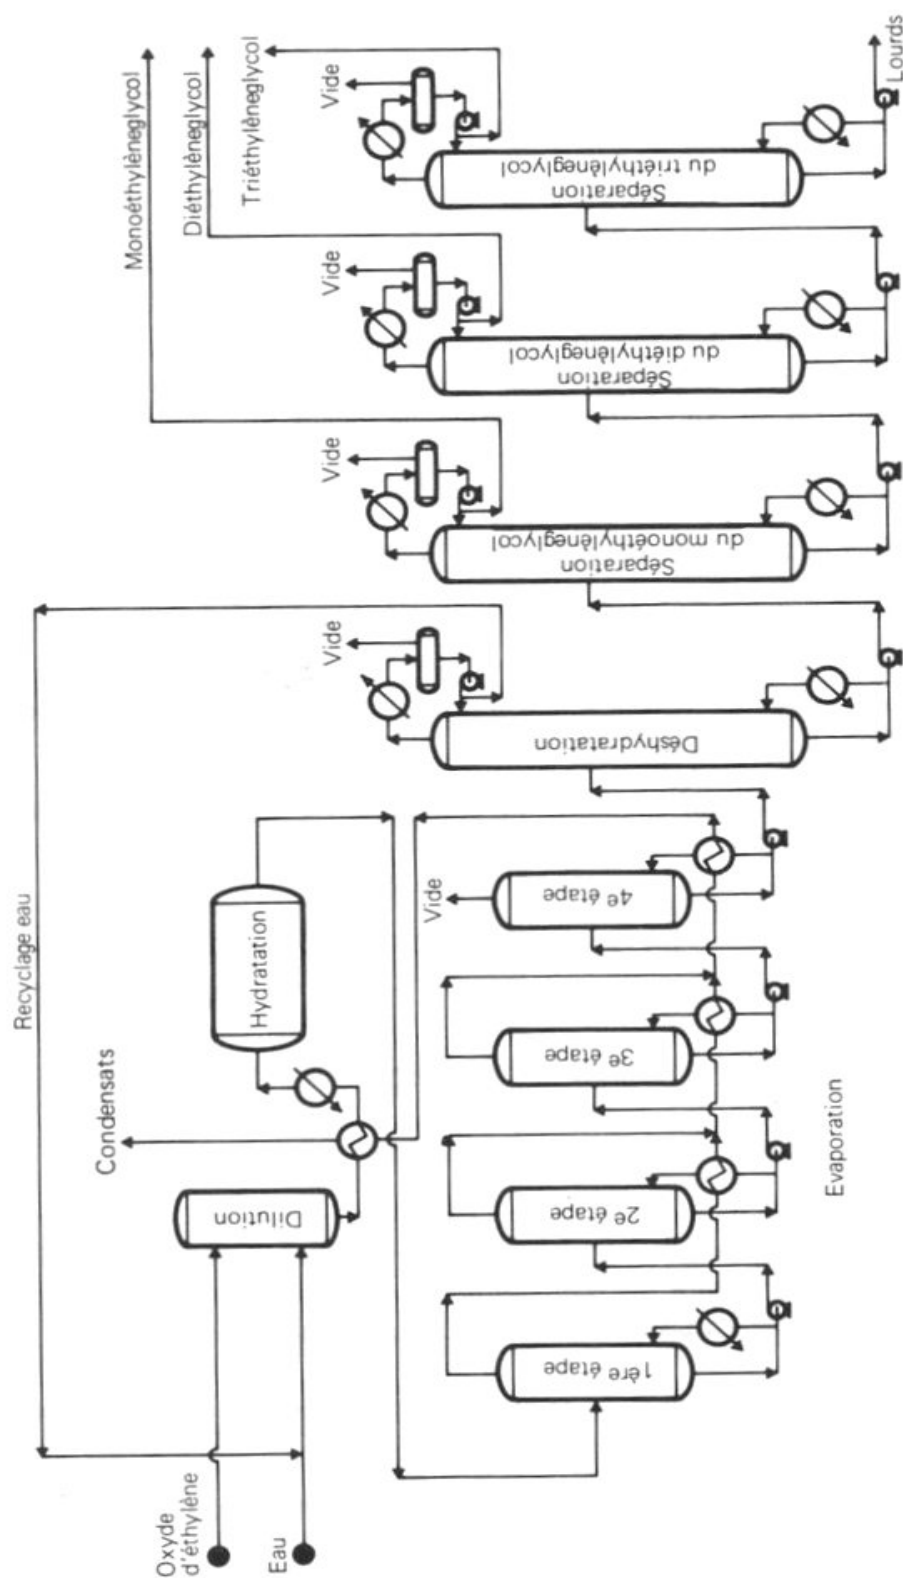 Monoéthylèneglycol
Diéthylèneglycol
Triéthylèneglycol
Vide
Vide
Vide
Vide
Lourds
Séparation
du triéthylèneglycol
Séparation
du diéthylèneglycol
Séparation
du monoéthylèneglycol
Déshydratation
Recyclage eau
Hydratation
Condensats
Dilution
Vide
4e étape
3e étape
2e étape
1ère étape
Evaporation
Oxyde
d'éthylène
Eau